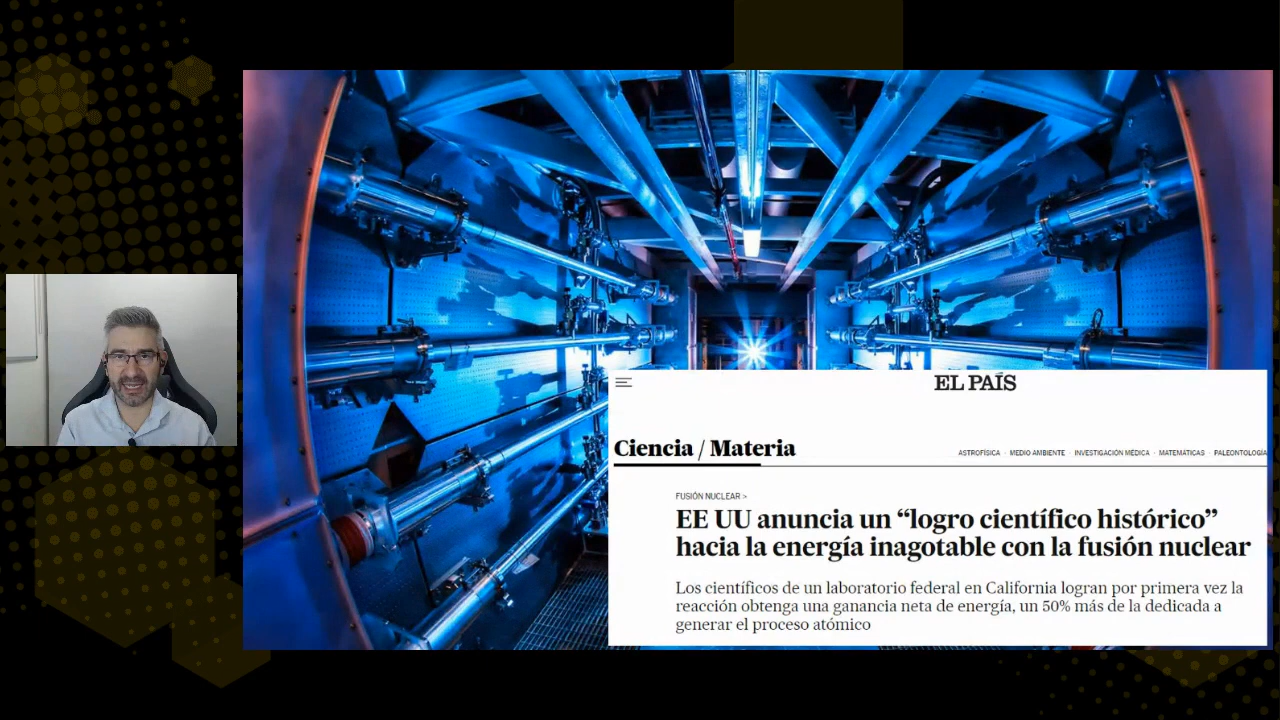 EL PAÍS
Ciencia / Materia
ASTROFÍSICA · MEDIO AMBIENTE · INVESTIGACIÓN MÉDICA · MATEMÁTICAS · PALEONTOLOGÍA
FUSIÓN NUCLEAR >
EE UU anuncia un “logro científico histórico”
hacia la energía inagotable con la fusión nuclear
Los científicos de un laboratorio federal en California logran por primera vez la
reacción obtenga una ganancia neta de energía, un 50% más de la dedicada a
generar el proceso atómico